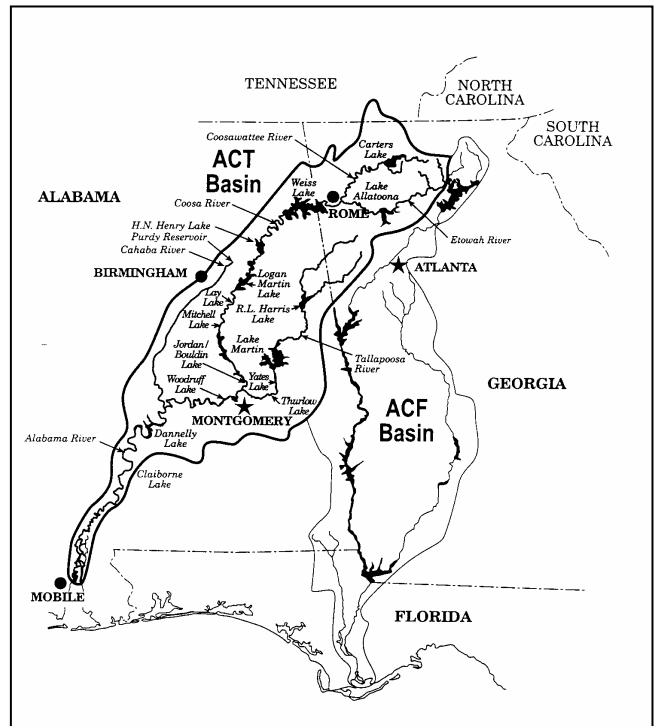 TENNESSEE
NORTH
CAROLINA
SOUTH
CAROLINA
Coosawattee River
Carters
Lake
ACT
Basin
ALABAMA
Weiss
Lake
Lake
Allatoona
Coosa River
ROME
H.N. Henry Lake
Purdy Reservoir
Cahaba River
Etowah River
BIRMINGHAM
ATLANTA
Logan
Martin
Lake
Lay
Lake
R.L. Harris
Lake
Mitchell
Lake
Jordan/
Bouldin
Lake
Lake
Martin
Tallapoosa
River
Woodruff
Lake
Yates
Lake
GEORGIA
Thurlow
Lake
MONTGOMERY
ACF
Basin
Alabama River
Dannelly
Lake
Claiborne
Lake
MOBILE
FLORIDA